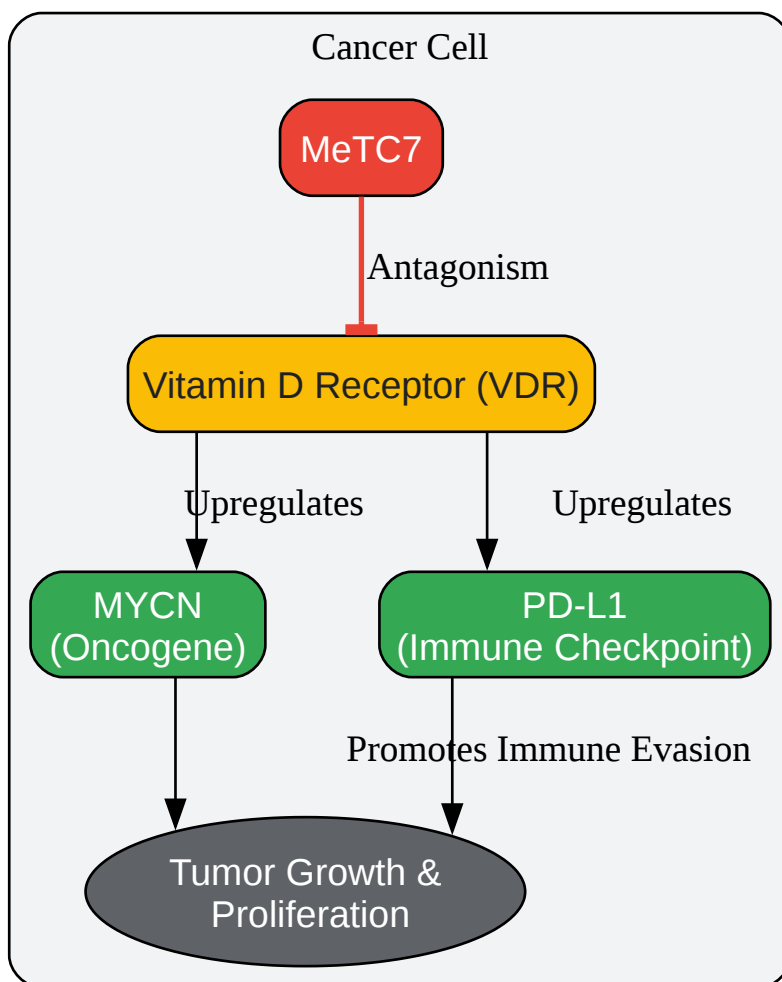 Cancer Cell
MeTC7
Antagonism
Vitamin D Receptor (VDR)
Upregulates
Upregulates
MYCN
(Oncogene)
PD-L1
(Immune Checkpoint)
Promotes Immune Evasion
Tumor Growth &
Proliferation